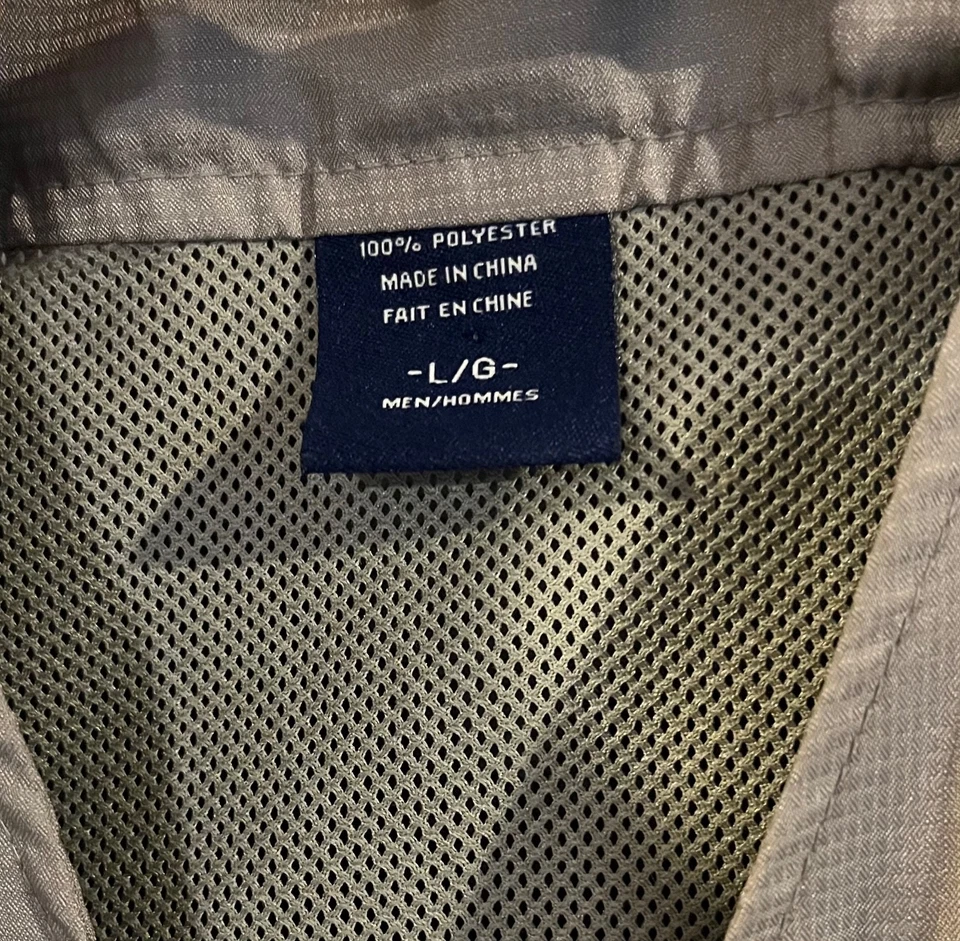 100% POLYESTER
MADE IN CHINA
FAIT EN CHINE
-L/G-
MEN/HOMMES